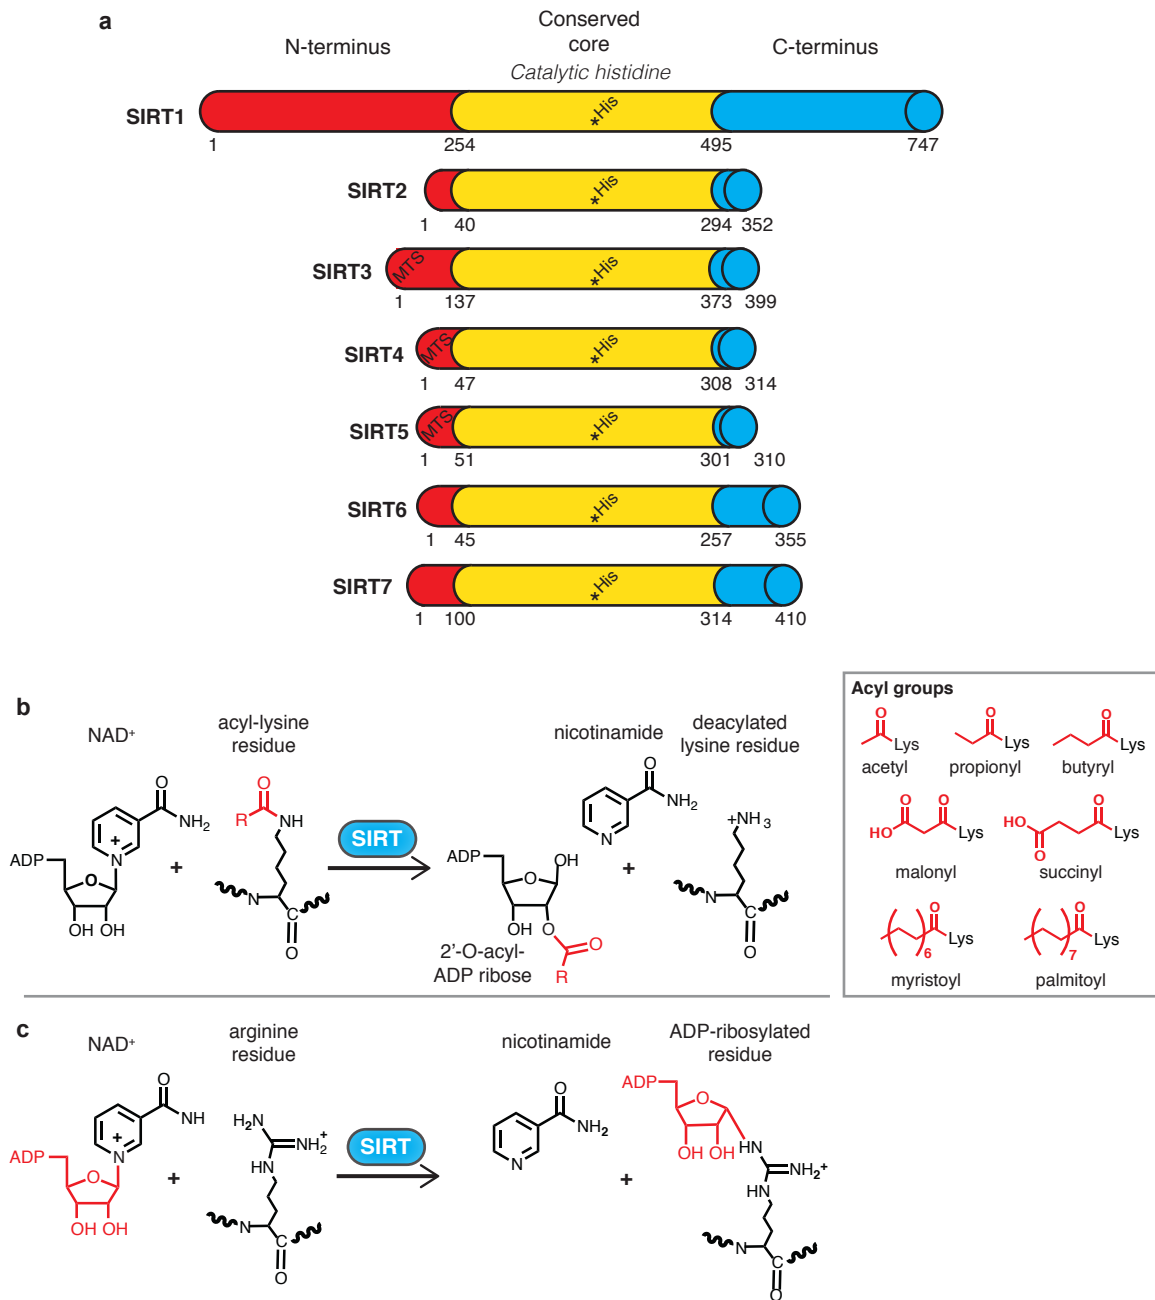 a
N-terminus
Conserved
core
C-terminus
Catalytic histidine
SIRT1
*His
1 254 495 747
SIRT2
*His
1 40 294 352
SIRT3
MTS
*His
1 137 373 399
SIRT4
MTS
*His
1 47 308 314
SIRT5
MTS
*His
1 51 301 310
SIRT6
*His
1 45 257 355
SIRT7
*His
1 100 314 410
b
NAD+
acyl-lysine
residue
nicotinamide
deacylated
lysine residue
O
NH2
+
N
ADP
O
OH OH
+
O
R
NH
N
C
O
SIRT
ADP
OH
O
OH
O
O
R
2'-O-acyl-
ADP ribose
O
NH2
N
+
+NH3
N
C
O
Acyl groups
O
Lys
acetyl
O
Lys
propionyl
O
Lys
butyryl
O
HO
O
Lys
malonyl
HO
O
O
Lys
succinyl
O
6
Lys
myristoyl
O
7
Lys
palmitoyl
c
NAD+
arginine
residue
nicotinamide
ADP-ribosylated
residue
O
NH
+
N
ADP
O
OH OH
+
H2N
NH2+
HN
N
C
O
SIRT
O
NH2
N
+
ADP
O
OH OH
HN
NH2+
HN
N
C
O